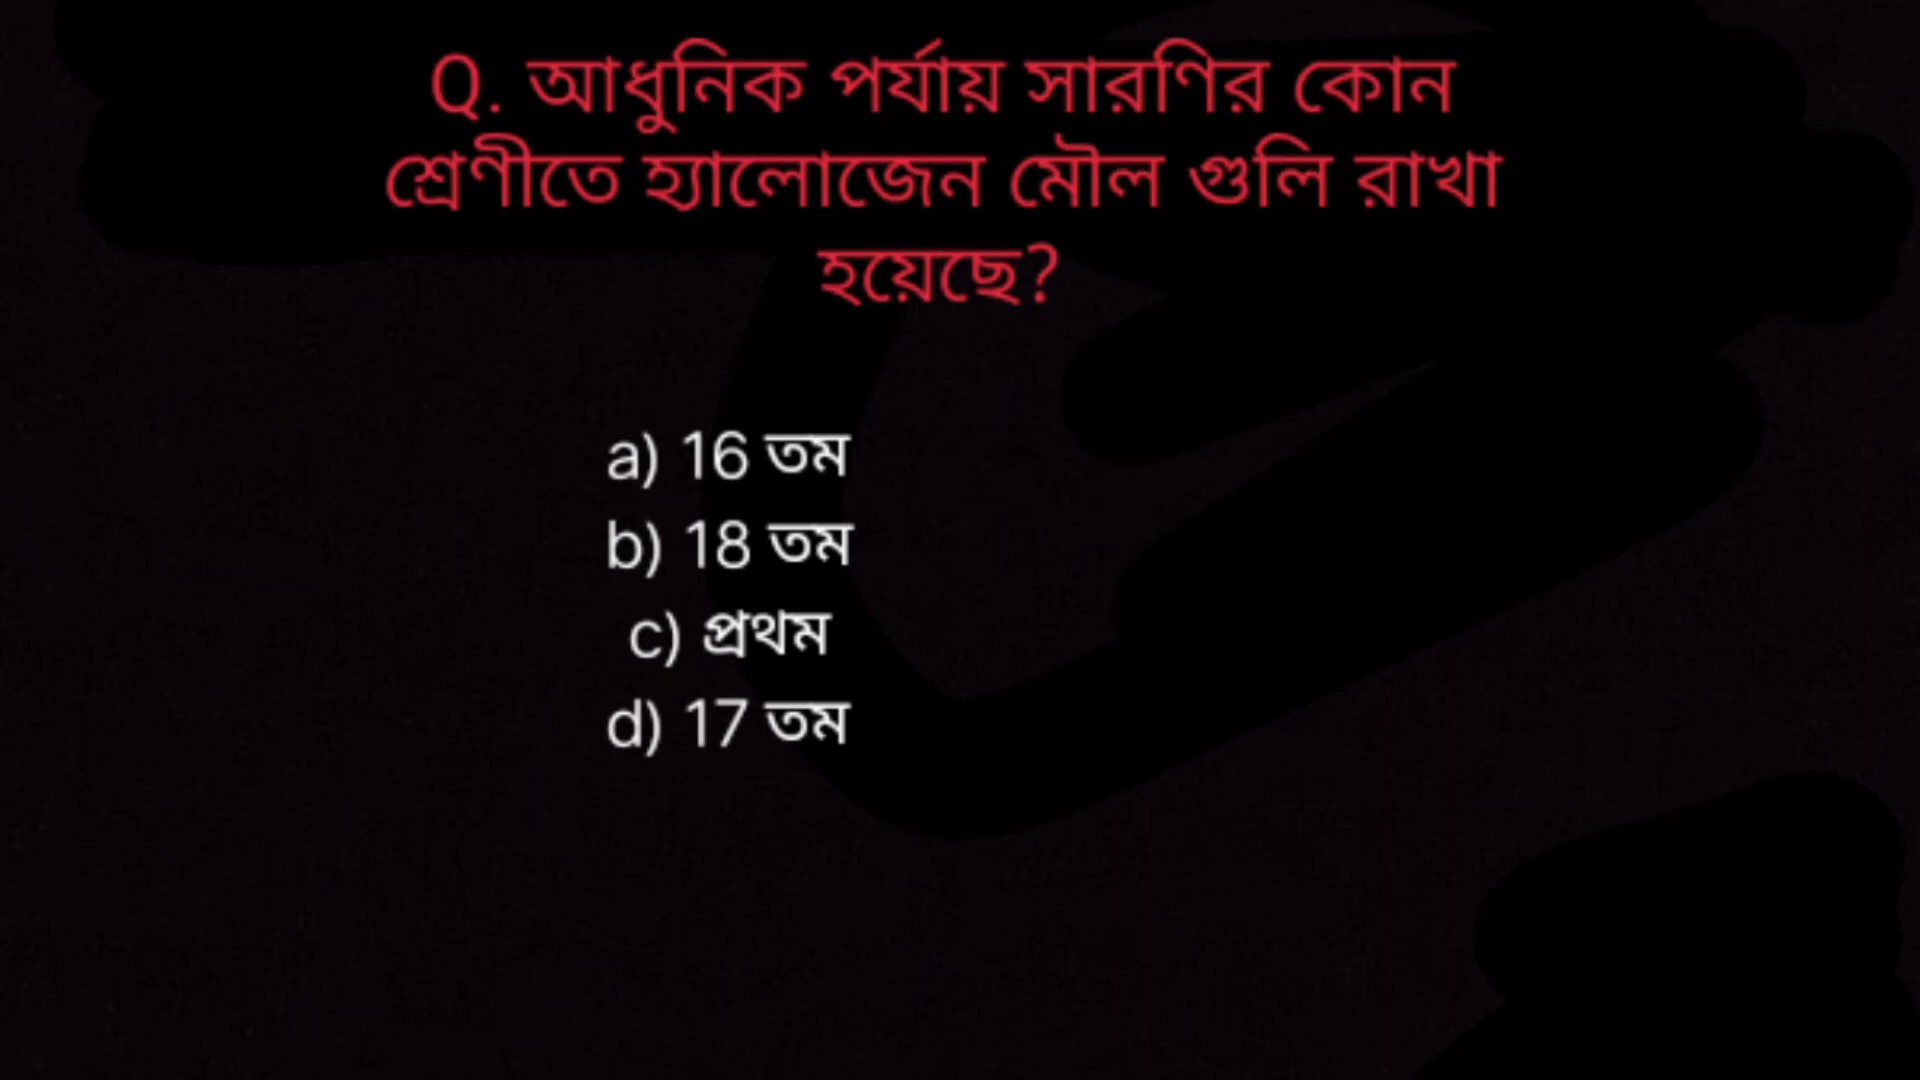 Q. আধুনিক পর্যায় সারণির কোন
শ্রেণীতে হ্যালোজেন মৌল গুলি রাখা
হয়েছে?
a) 16 তম
b) 18 তম
c) প্রথম
d) 17 তম